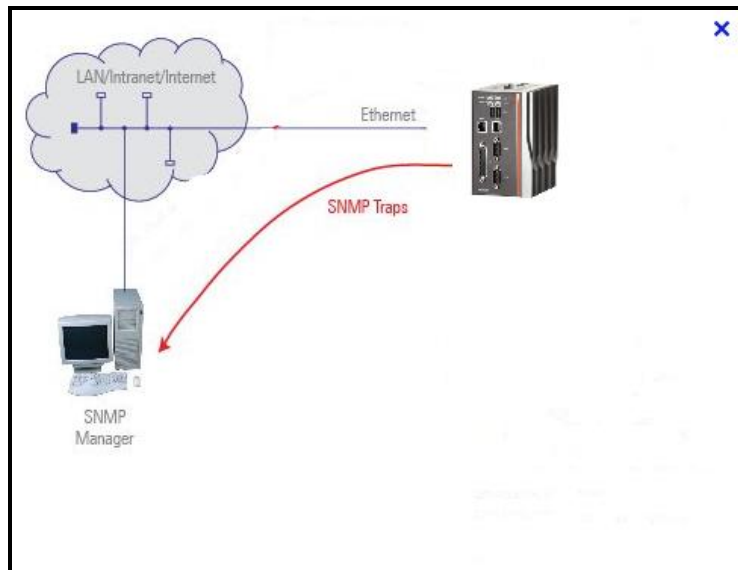 LAN/Intranet/Internet
Ethernet
SNMP Traps
SNMP
Manager